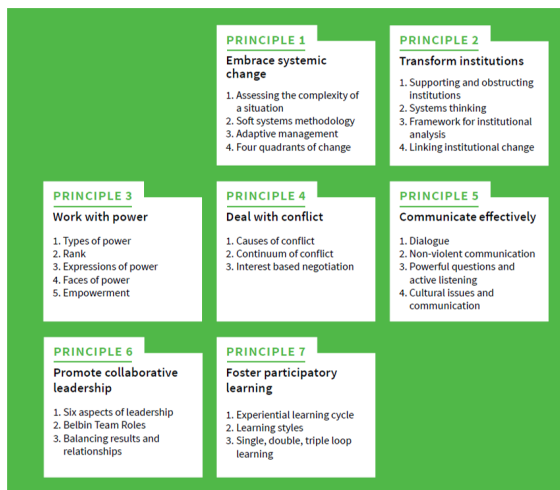 PRINCIPLE 1
Embrace systemic
change
1. Assessing the complexity of
a situation
2. Soft systems methodology
3. Adaptive management
4. Four quadrants of change
PRINCIPLE 2
Transform institutions
1. Supporting and obstructing
institutions
2. Systems thinking
3. Framework for institutional
analysis
4. Linking institutional change
PRINCIPLE 3
Work with power
1. Types of power
2. Rank
3. Expressions of power
4. Faces of power
5. Empowerment
PRINCIPLE 4
Deal with conflict
1. Causes of conflict
2. Continuum of conflict
3. Interest based negotiation
PRINCIPLE 5
Communicate effectively
1. Dialogue
2. Non-violent communication
3. Powerful questions and
active listening
4. Cultural issues and
communication
PRINCIPLE 6
Promote collaborative
leadership
1. Six aspects of leadership
2. Belbin Team Roles
3. Balancing results and
relationships
PRINCIPLE 7
Foster participatory
learning
1. Experiential learning cycle
2. Learning styles
3. Single, double, triple loop
learning